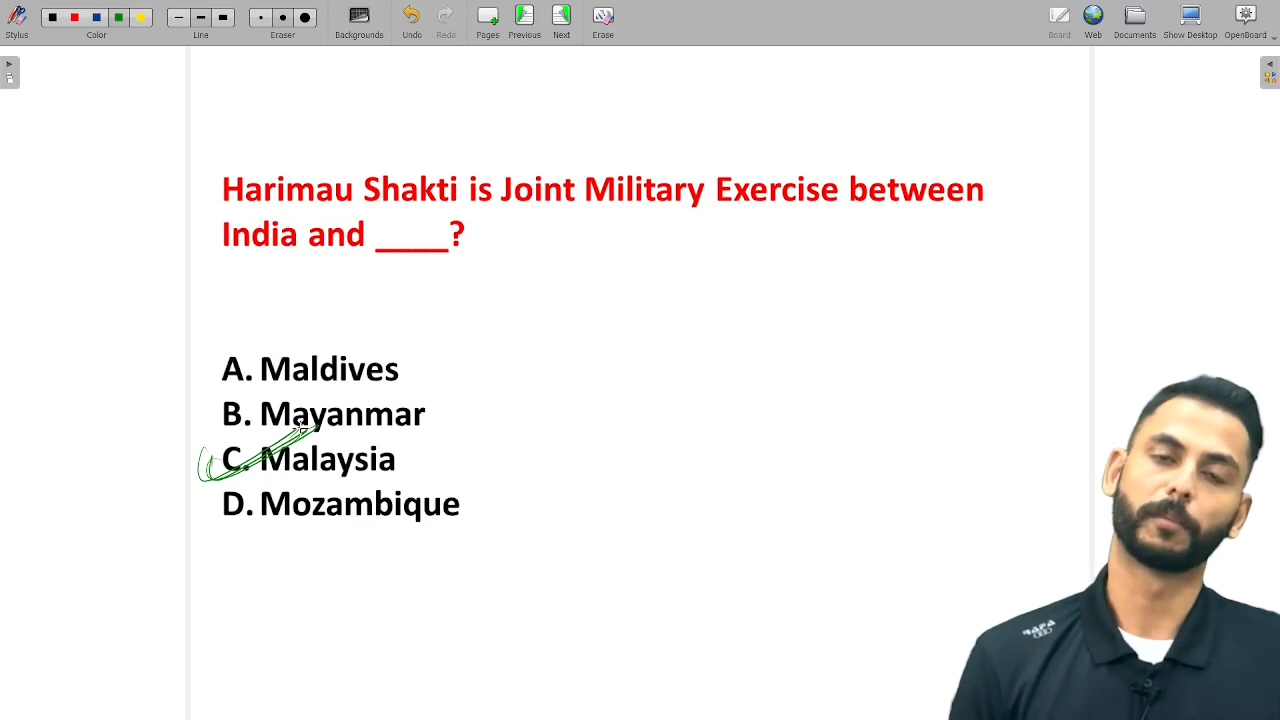 Stylus
Color
Line
Eraser
Backgrounds
Undo
Redo
Pages
Previous
Next
Erase
Board
Web
Documents
Show Desktop
OpenBoard
Harimau Shakti is Joint Military Exercise between
India and ____?
A. Maldives
B. Mayanmar
C. Malaysia
D. Mozambique